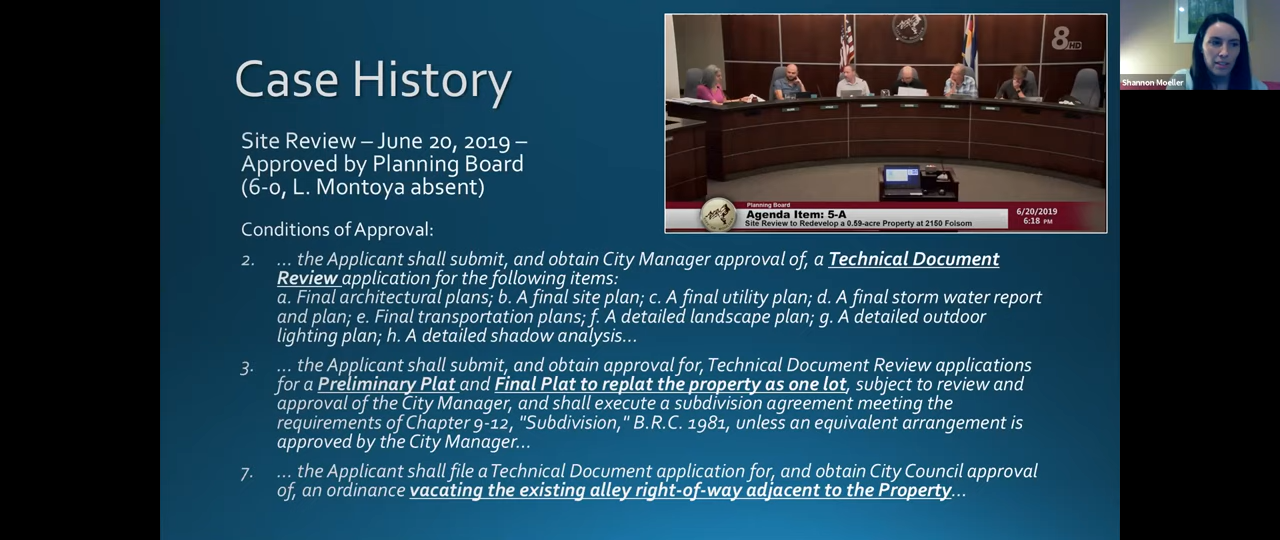 Case History
Site Review – June 20, 2019 –
Approved by Planning Board
(6-0, L. Montoya absent)
Conditions of Approval:
2. … the Applicant shall submit, and obtain City Manager approval of, a Technical Document
Review application for the following items:
a. Final architectural plans; b. A final site plan; c. A final utility plan; d. A final storm water report
and plan; e. Final transportation plans; f. A detailed landscape plan; g. A detailed outdoor
lighting plan; h. A detailed shadow analysis…
3. … the Applicant shall submit, and obtain approval for, Technical Document Review applications
for a Preliminary Plat and Final Plat to replat the property as one lot, subject to review and
approval of the City Manager, and shall execute a subdivision agreement meeting the
requirements of Chapter 9-12, "Subdivision," B.R.C. 1981, unless an equivalent arrangement is
approved by the City Manager…
7. … the Applicant shall file a Technical Document application for, and obtain City Council approval
of, an ordinance vacating the existing alley right-of-way adjacent to the Property…
8 HD
Planning Board
Agenda Item: 5-A
Site Review to Redevelop a 0.59-acre Property at 2150 Folsom
6/20/2019
6:18 PM
Shannon Moeller